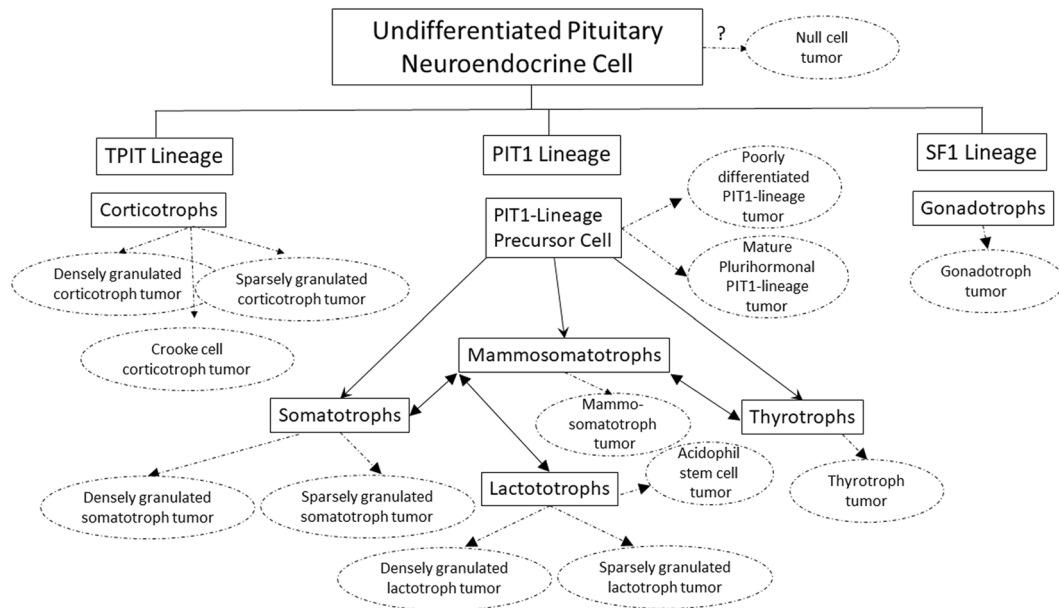 Undifferentiated Pituitary
Neuroendocrine Cell
?
Null cell
tumor
TPIT Lineage
PIT1 Lineage
SF1 Lineage
Poorly
differentiated
PIT1-lineage
tumor
Corticotrophs
PIT1-Lineage
Precursor Cell
Gonadotrophs
Mature
Plurihormonal
PIT1-lineage
tumor
Densely granulated
corticotroph tumor
Sparsely granulated
corticotroph tumor
Gonadotroph
tumor
Crooke cell
corticotroph tumor
Mammosomatotrophs
Somatotrophs
Mammo-
somatotroph
tumor
Thyrotrophs
Acidophil
stem cell
tumor
Densely granulated
somatotroph tumor
Sparsely granulated
somatotroph tumor
Lactototrophs
Thyrotroph
tumor
Densely granulated
lactotroph tumor
Sparsely granulated
lactotroph tumor